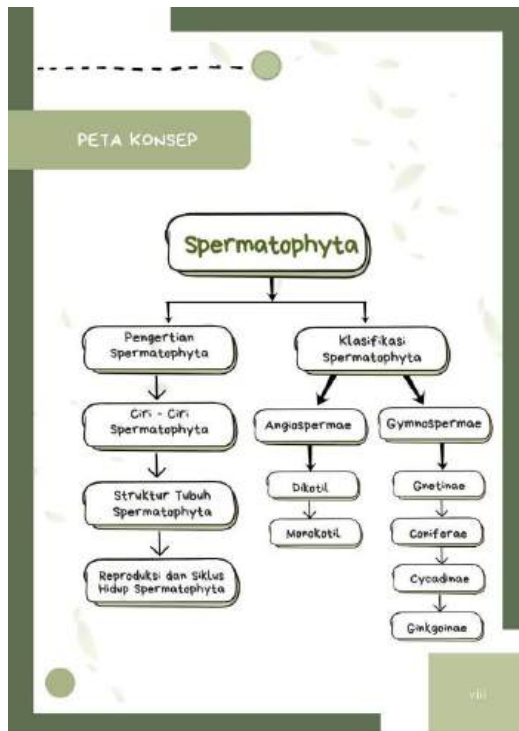 PETA KONSEP
Spermatophyta
Pengertian
Spermatophyta
Ciri - Ciri
Spermatophyta
Struktur Tubuh
Spermatophyta
Reproduksi dan Siklus
Hidup Spermatophyta
Klasifikasi
Spermatophyta
Angiospermae
Dikotil
Monokotil
Gymnospermae
Gnetinae
Coniferae
Cycadinae
Ginkgoinae
viii